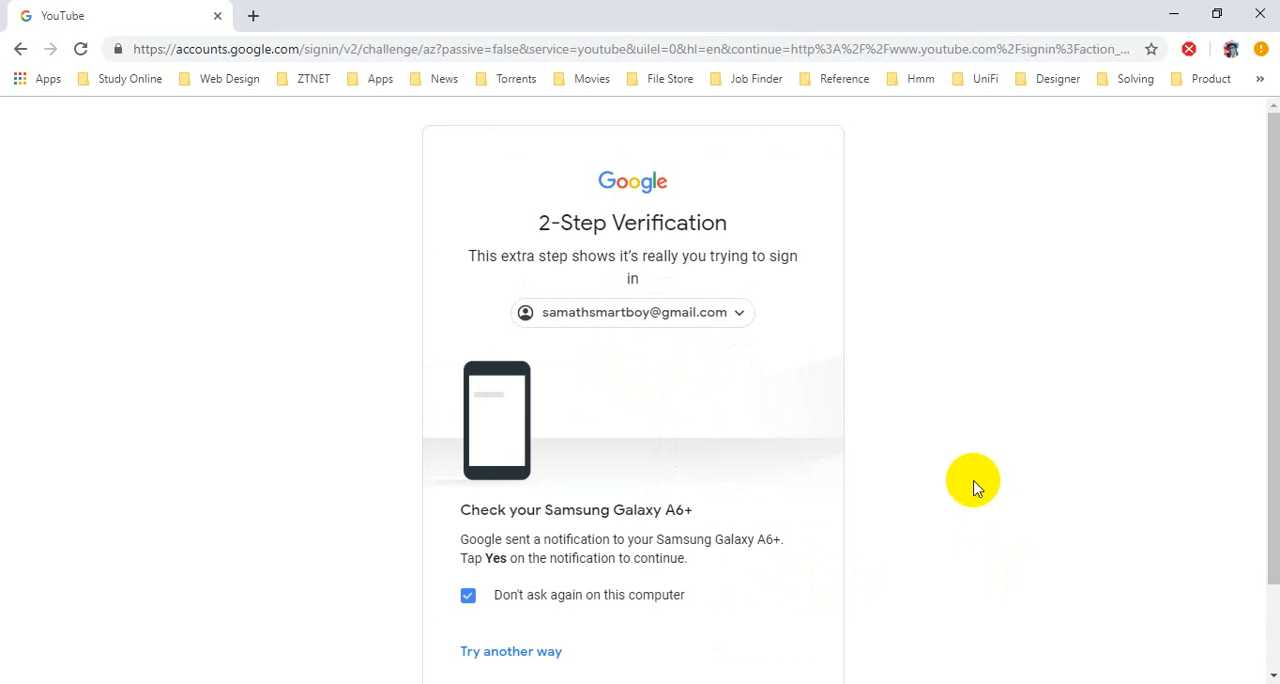 YouTube
https://accounts.google.com/signin/v2/challenge/az?passive=false&service=youtube&uilel=0&hl=en&continue=http%3A%2F%2Fwww.youtube.com%2Fsignin%3Faction_...
Apps Study Online Web Design ZTNET Apps News Torrents Movies File Store Job Finder Reference Hmm UniFi Designer Solving Product »
Google
2-Step Verification
This extra step shows it's really you trying to sign
in
samathsmartboy@gmail.com
Check your Samsung Galaxy A6+
Google sent a notification to your Samsung Galaxy A6+.
Tap Yes on the notification to continue.
Don't ask again on this computer
Try another way